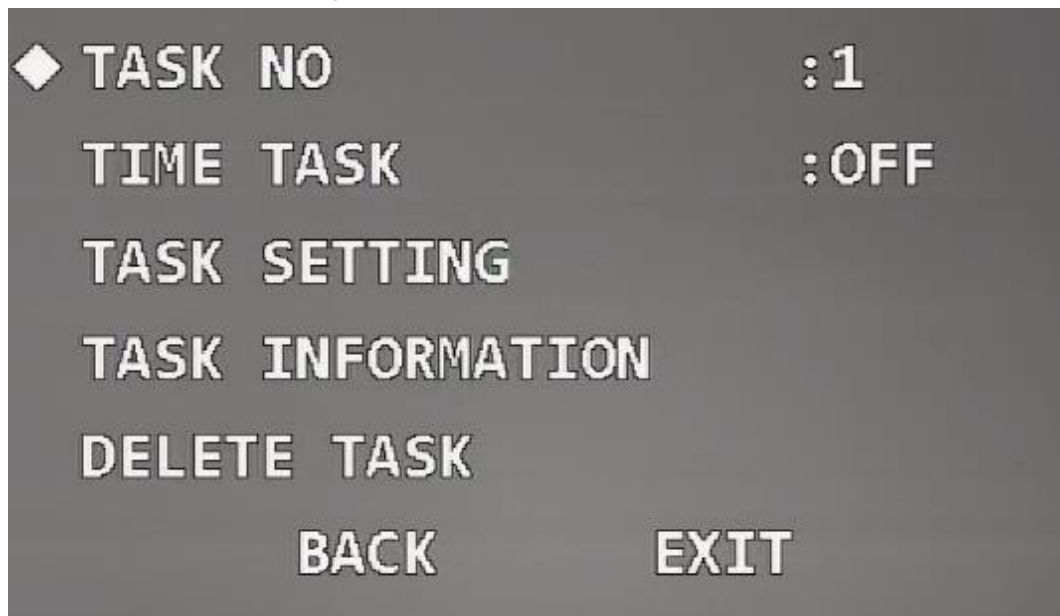 TASK NO :1
TIME TASK :OFF
TASK SETTING
TASK INFORMATION
DELETE TASK
BACK EXIT